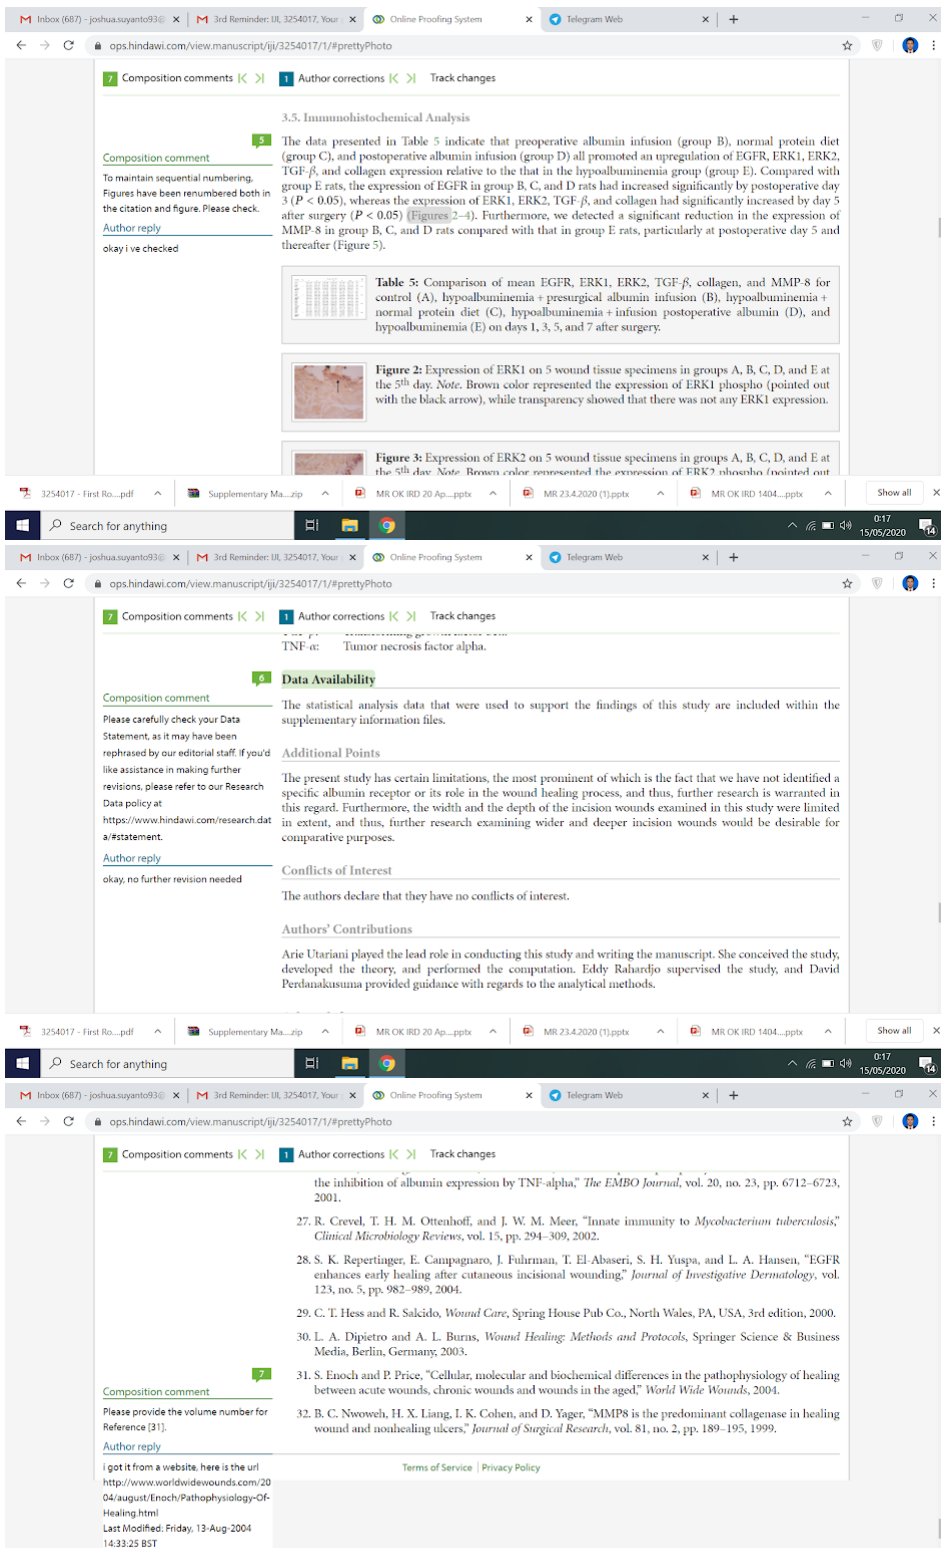 Inbox (687) - joshua.suyanto93@
3rd Reminder: IJI, 3254017, Your
Online Proofing System
Telegram Web
ops.hindawi.com/view.manuscript/iji/3254017/1/#prettyPhoto
7 Composition comments
1 Author corrections
Track changes
3.5. Immunohistochemical Analysis
5
Composition comment
To maintain sequential numbering,
Figures have been renumbered both in
the citation and figure. Please check.
Author reply
okay i ve checked
The data presented in Table 5 indicate that preoperative albumin infusion (group B), normal protein diet
(group C), and postoperative albumin infusion (group D) all promoted an upregulation of EGFR, ERK1, ERK2,
TGF-β, and collagen expression relative to the that in the hypoalbuminemia group (group E). Compared with
group E rats, the expression of EGFR in group B, C, and D rats had increased significantly by postoperative day
3 (P < 0.05), whereas the expression of ERK1, ERK2, TGF-β, and collagen had significantly increased by day 5
after surgery (P < 0.05) (Figures 2–4). Furthermore, we detected a significant reduction in the expression of
MMP-8 in group B, C, and D rats compared with that in group E rats, particularly at postoperative day 5 and
thereafter (Figure 5).
Table 5: Comparison of mean EGFR, ERK1, ERK2, TGF-β, collagen, and MMP-8 for
control (A), hypoalbuminemia + presurgical albumin infusion (B), hypoalbuminemia +
normal protein diet (C), hypoalbuminemia + infusion postoperative albumin (D), and
hypoalbuminemia (E) on days 1, 3, 5, and 7 after surgery.
Figure 2: Expression of ERK1 on 5 wound tissue specimens in groups A, B, C, D, and E at
the 5th day. Note. Brown color represented the expression of ERK1 phospho (pointed out
with the black arrow), while transparency showed that there was not any ERK1 expression.
Figure 3: Expression of ERK2 on 5 wound tissue specimens in groups A, B, C, D, and E at
the 5th day. Note. Brown color represented the expression of ERK2 phospho (pointed out
3254017 - First Ro....pdf
Supplementary Ma....zip
MR OK IRD 20 Ap....pptx
MR 23.4.2020 (1).pptx
MR OK IRD 1404....pptx
Show all
Search for anything
0:17
15/05/2020
14
Inbox (687) - joshua.suyanto93@
3rd Reminder: IJI, 3254017, Your
Online Proofing System
Telegram Web
ops.hindawi.com/view.manuscript/iji/3254017/1/#prettyPhoto
7 Composition comments
1 Author corrections
Track changes
TNF-α: Tumor necrosis factor alpha.
6
Composition comment
Please carefully check your Data
Statement, as it may have been
rephrased by our editorial staff. If you'd
like assistance in making further
revisions, please refer to our Research
Data policy at
https://www.hindawi.com/research.dat
a/#statement.
Author reply
okay, no further revision needed
Data Availability
The statistical analysis data that were used to support the findings of this study are included within the
supplementary information files.
Additional Points
The present study has certain limitations, the most prominent of which is the fact that we have not identified a
specific albumin receptor or its role in the wound healing process, and thus, further research is warranted in
this regard. Furthermore, the width and the depth of the incision wounds examined in this study were limited
in extent, and thus, further research examining wider and deeper incision wounds would be desirable for
comparative purposes.
Conflicts of Interest
The authors declare that they have no conflicts of interest.
Authors' Contributions
Arie Utariani played the lead role in conducting this study and writing the manuscript. She conceived the study,
developed the theory, and performed the computation. Eddy Rahardjo supervised the study, and David
Perdanakusuma provided guidance with regards to the analytical methods.
3254017 - First Ro....pdf
Supplementary Ma....zip
MR OK IRD 20 Ap....pptx
MR 23.4.2020 (1).pptx
MR OK IRD 1404....pptx
Show all
Search for anything
0:17
15/05/2020
14
Inbox (687) - joshua.suyanto93@
3rd Reminder: IJI, 3254017, Your
Online Proofing System
Telegram Web
ops.hindawi.com/view.manuscript/iji/3254017/1/#prettyPhoto
7 Composition comments
1 Author corrections
Track changes
the inhibition of albumin expression by TNF-alpha," The EMBO Journal, vol. 20, no. 23, pp. 6712–6723,
2001.
27. R. Crevel, T. H. M. Ottenhoff, and J. W. M. Meer, "Innate immunity to Mycobacterium tuberculosis,"
Clinical Microbiology Reviews, vol. 15, pp. 294–309, 2002.
28. S. K. Repertinger, E. Campagnaro, J. Fuhrman, T. El-Abaseri, S. H. Yuspa, and L. A. Hansen, "EGFR
enhances early healing after cutaneous incisional wounding," Journal of Investigative Dermatology, vol.
123, no. 5, pp. 982–989, 2004.
29. C. T. Hess and R. Salcido, Wound Care, Spring House Pub Co., North Wales, PA, USA, 3rd edition, 2000.
30. L. A. Dipietro and A. L. Burns, Wound Healing: Methods and Protocols, Springer Science & Business
Media, Berlin, Germany, 2003.
31. S. Enoch and P. Price, "Cellular, molecular and biochemical differences in the pathophysiology of healing
between acute wounds, chronic wounds and wounds in the aged," World Wide Wounds, 2004.
32. B. C. Nwoweh, H. X. Liang, I. K. Cohen, and D. Yager, "MMP8 is the predominant collagenase in healing
wound and nonhealing ulcers," Journal of Surgical Research, vol. 81, no. 2, pp. 189–195, 1999.
7
Composition comment
Please provide the volume number for
Reference [31].
Author reply
i got it from a website, here is the url
http://www.worldwidewounds.com/20
04/august/Enoch/Pathophysiology-Of-
Healing.html
Last Modified: Friday, 13-Aug-2004
14:33:25 BST
Terms of Service | Privacy Policy